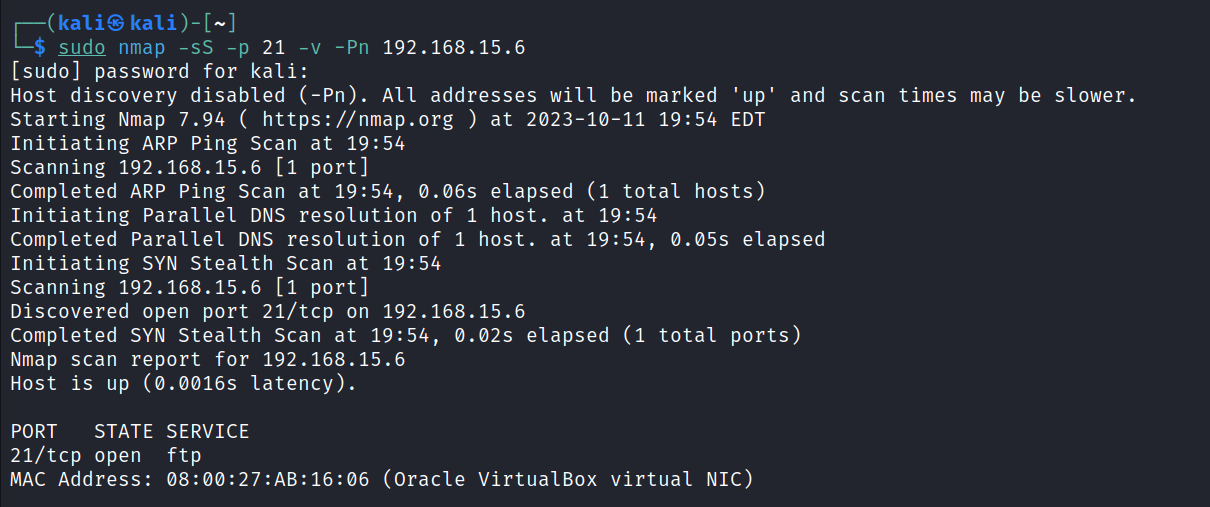 ┌──(kali㉿kali)-[~]
└─$ sudo nmap -sS -p 21 -v -Pn 192.168.15.6
[sudo] password for kali:
Host discovery disabled (-Pn). All addresses will be marked 'up' and scan times may be slower.
Starting Nmap 7.94 ( https://nmap.org ) at 2023-10-11 19:54 EDT
Initiating ARP Ping Scan at 19:54
Scanning 192.168.15.6 [1 port]
Completed ARP Ping Scan at 19:54, 0.06s elapsed (1 total hosts)
Initiating Parallel DNS resolution of 1 host. at 19:54
Completed Parallel DNS resolution of 1 host. at 19:54, 0.05s elapsed
Initiating SYN Stealth Scan at 19:54
Scanning 192.168.15.6 [1 port]
Discovered open port 21/tcp on 192.168.15.6
Completed SYN Stealth Scan at 19:54, 0.02s elapsed (1 total ports)
Nmap scan report for 192.168.15.6
Host is up (0.0016s latency).

PORT   STATE SERVICE
21/tcp open  ftp
MAC Address: 08:00:27:AB:16:06 (Oracle VirtualBox virtual NIC)